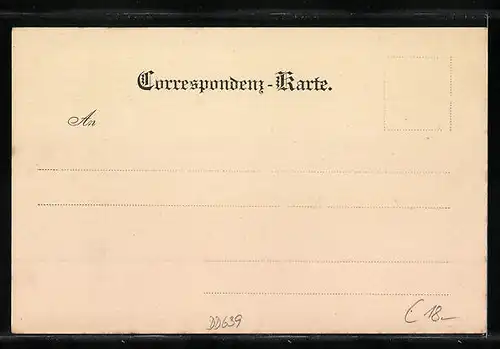 Correspondenz-Karte.
An
DD639
€ 18.-